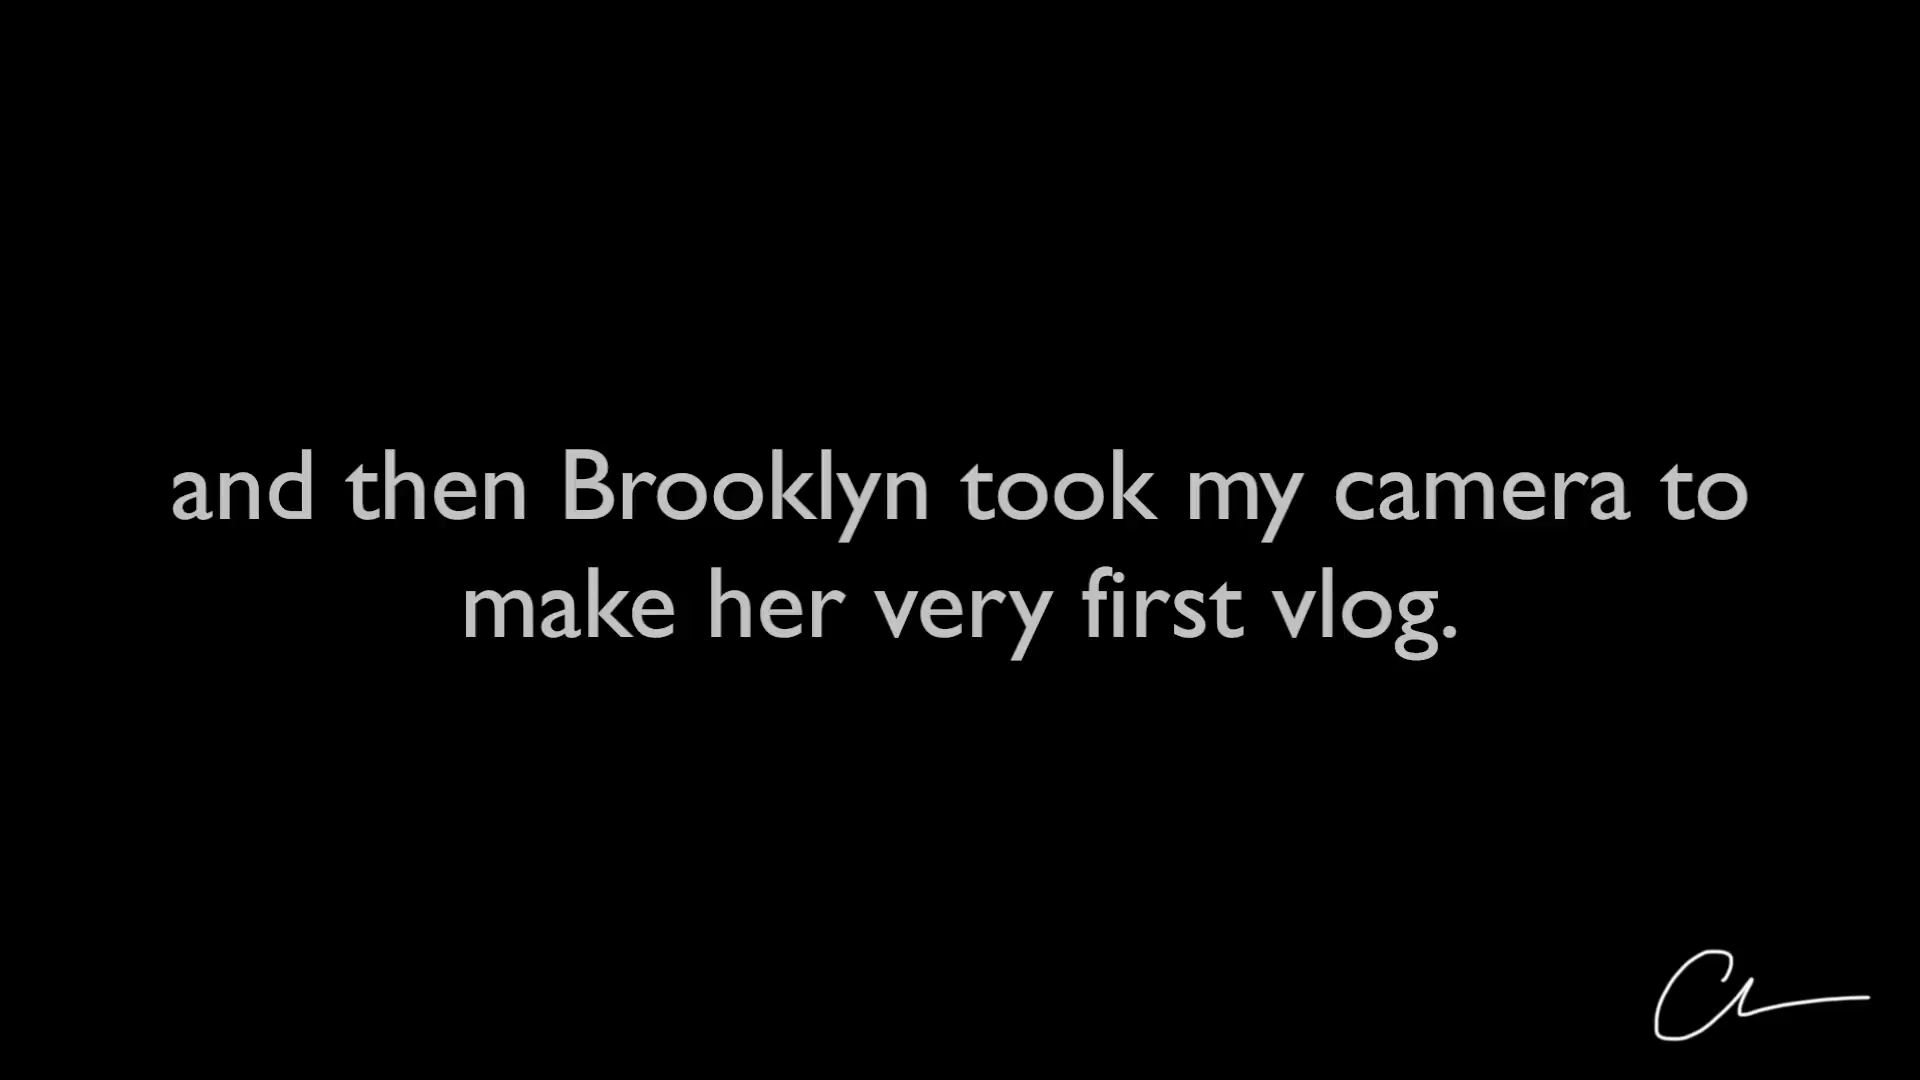 and then Brooklyn took my camera to
make her very first vlog.